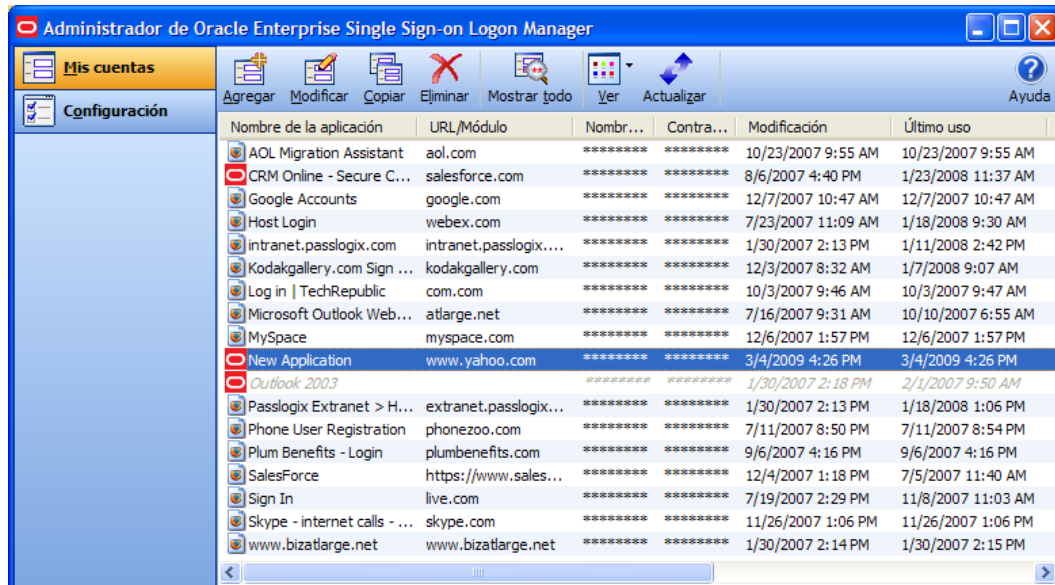 Administrador de Oracle Enterprise Single Sign-on Logon Manager
Mis cuentas
Configuración
Agregar Modificar Copiar Eliminar Mostrar todo Ver Actualizar Ayuda
Nombre de la aplicación URL/Módulo Nombr... Contra... Modificación Último uso
AOL Migration Assistant aol.com ******** ******** 10/23/2007 9:55 AM 10/23/2007 9:55 AM
CRM Online - Secure C... salesforce.com ******** ******** 8/6/2007 4:40 PM 1/23/2008 11:37 AM
Google Accounts google.com ******** ******** 12/7/2007 10:47 AM 12/7/2007 10:47 AM
Host Login webex.com ******** ******** 7/23/2007 11:09 AM 1/18/2008 9:30 AM
intranet.passlogix.com intranet.passlogix.... ******** ******** 1/30/2007 2:13 PM 1/11/2008 2:42 PM
Kodakgallery.com Sign ... kodakgallery.com ******** ******** 12/3/2007 8:32 AM 1/7/2008 9:07 AM
Log in | TechRepublic com.com ******** ******** 10/3/2007 9:46 AM 10/3/2007 9:47 AM
Microsoft Outlook Web... atlarge.net ******** ******** 7/16/2007 9:31 AM 10/10/2007 6:55 AM
MySpace myspace.com ******** ******** 12/6/2007 1:57 PM 12/6/2007 1:57 PM
New Application www.yahoo.com ******** ******** 3/4/2009 4:26 PM 3/4/2009 4:26 PM
Outlook 2003 ******** ******** 1/30/2007 2:18 PM 2/1/2007 9:50 AM
Passlogix Extranet > H... extranet.passlogix... ******** ******** 1/30/2007 2:13 PM 1/18/2008 1:06 PM
Phone User Registration phonezoo.com ******** ******** 7/11/2007 8:50 PM 7/11/2007 8:54 PM
Plum Benefits - Login plumbenefits.com ******** ******** 9/6/2007 4:16 PM 9/6/2007 4:16 PM
SalesForce https://www.sales... ******** ******** 12/4/2007 1:18 PM 7/5/2007 11:40 AM
Sign In live.com ******** ******** 7/19/2007 2:29 PM 11/8/2007 11:03 AM
Skype - internet calls - ... skype.com ******** ******** 11/26/2007 1:06 PM 11/26/2007 1:06 PM
www.bizatlarge.net www.bizatlarge.net ******** ******** 1/30/2007 2:14 PM 1/30/2007 2:15 PM